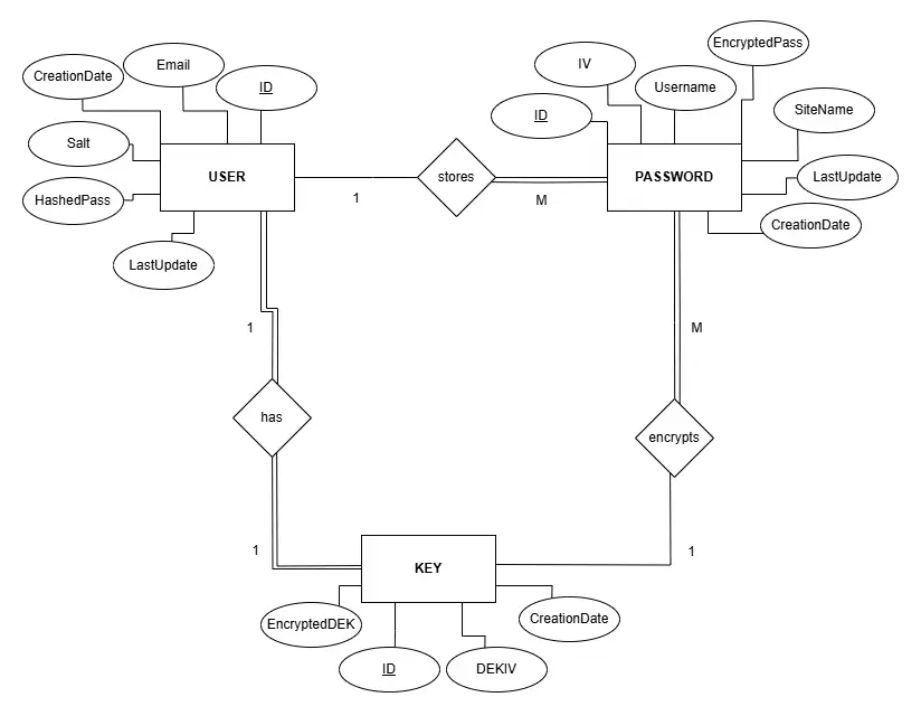 EncryptedPass
IV
Email
CreationDate
ID
Username
SiteName
ID
Salt
USER
stores
PASSWORD
LastUpdate
1
M
HashedPass
CreationDate
LastUpdate
1
M
has
encrypts
1
1
KEY
EncryptedDEK
CreationDate
ID
DEKIV